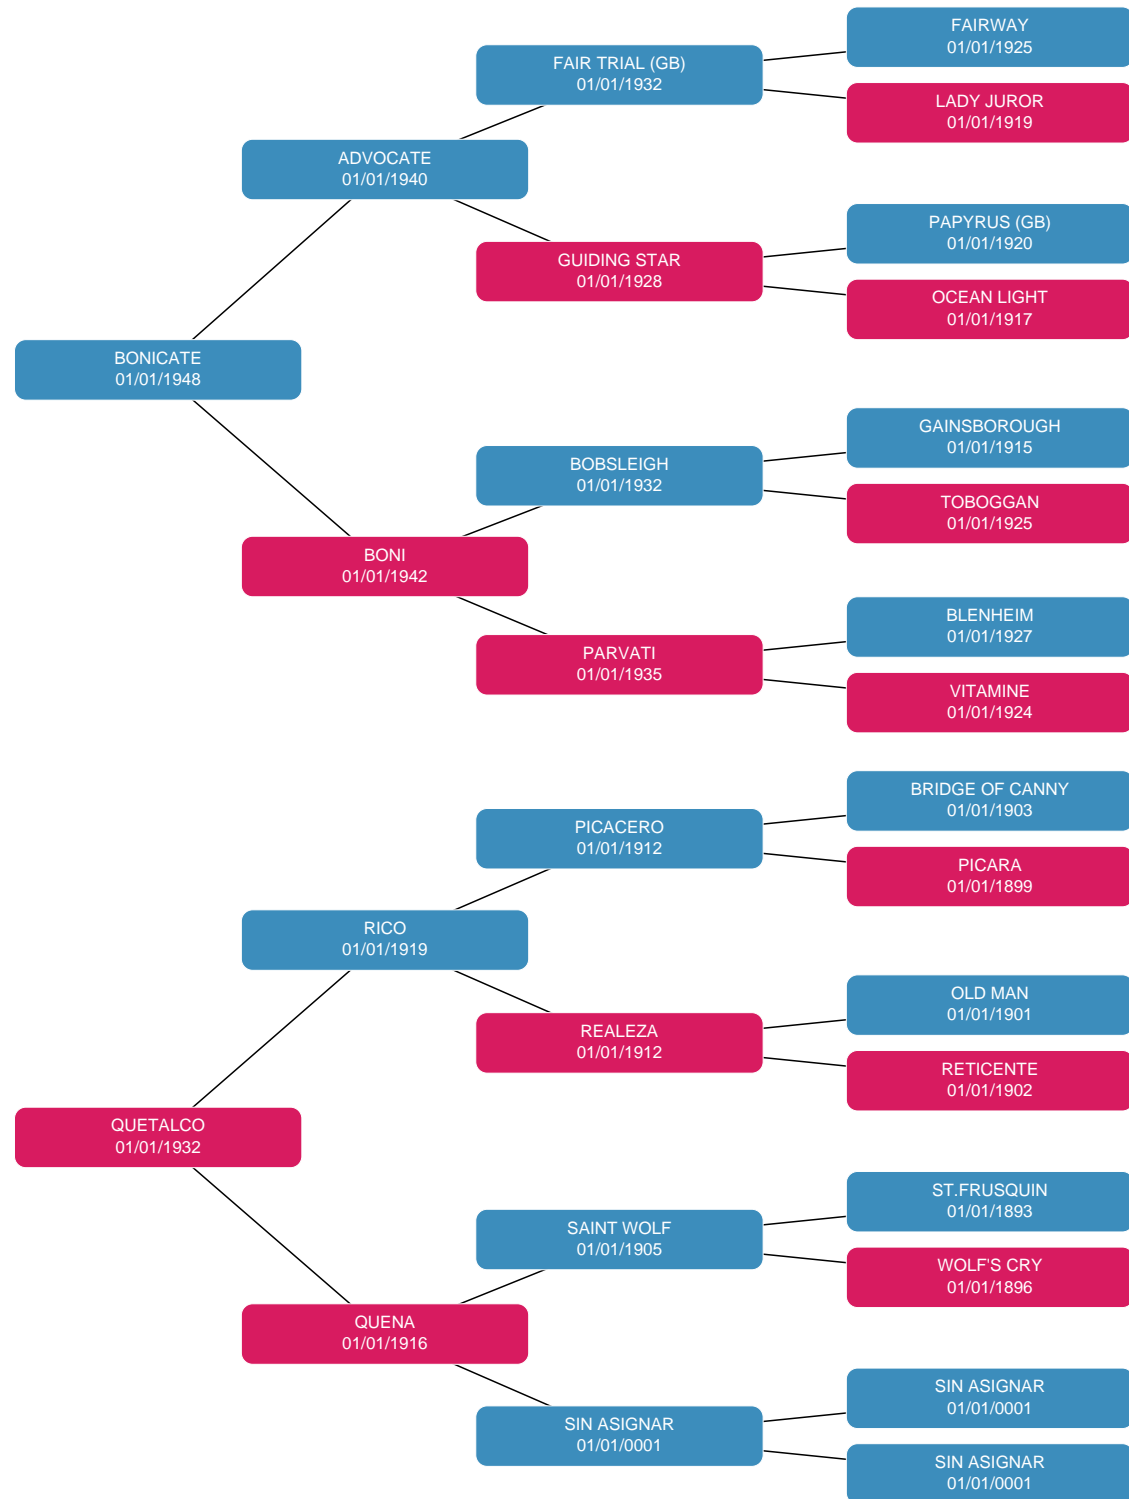 FAIRWAY
01/01/1925
FAIR TRIAL (GB)
01/01/1932
LADY JUROR
01/01/1919
ADVOCATE
01/01/1940
PAPYRUS (GB)
01/01/1920
GUIDING STAR
01/01/1928
OCEAN LIGHT
01/01/1917
BONICATE
01/01/1948
GAINSBOROUGH
01/01/1915
BOBSLEIGH
01/01/1932
TOBOGGAN
01/01/1925
BONI
01/01/1942
BLENHEIM
01/01/1927
PARVATI
01/01/1935
VITAMINE
01/01/1924
BRIDGE OF CANNY
01/01/1903
PICACERO
01/01/1912
PICARA
01/01/1899
RICO
01/01/1919
OLD MAN
01/01/1901
REALEZA
01/01/1912
RETICENTE
01/01/1902
QUETALCO
01/01/1932
ST.FRUSQUIN
01/01/1893
SAINT WOLF
01/01/1905
WOLF'S CRY
01/01/1896
QUENA
01/01/1916
SIN ASIGNAR
01/01/0001
SIN ASIGNAR
01/01/0001
SIN ASIGNAR
01/01/0001